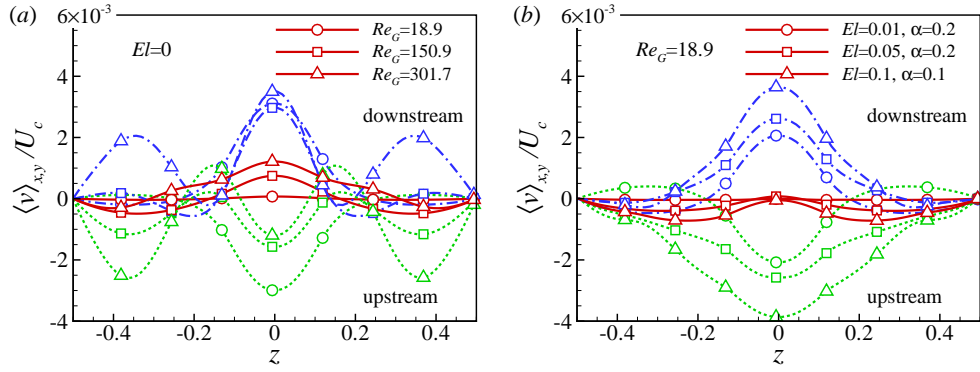 (a)
6×10⁻³
El=0
Re_G=18.9
Re_G=150.9
Re_G=301.7
4
downstream
2
0
-2
upstream
-4
-0.4 -0.2 0 0.2 0.4
z
⟨v⟩_{x,y} /U_c
(b)
6×10⁻³
Re_G=18.9
El=0.01, α=0.2
El=0.05, α=0.2
El=0.1, α=0.1
4
downstream
2
0
-2
upstream
-4
-0.4 -0.2 0 0.2 0.4
z
⟨v⟩_{x,y} /U_c